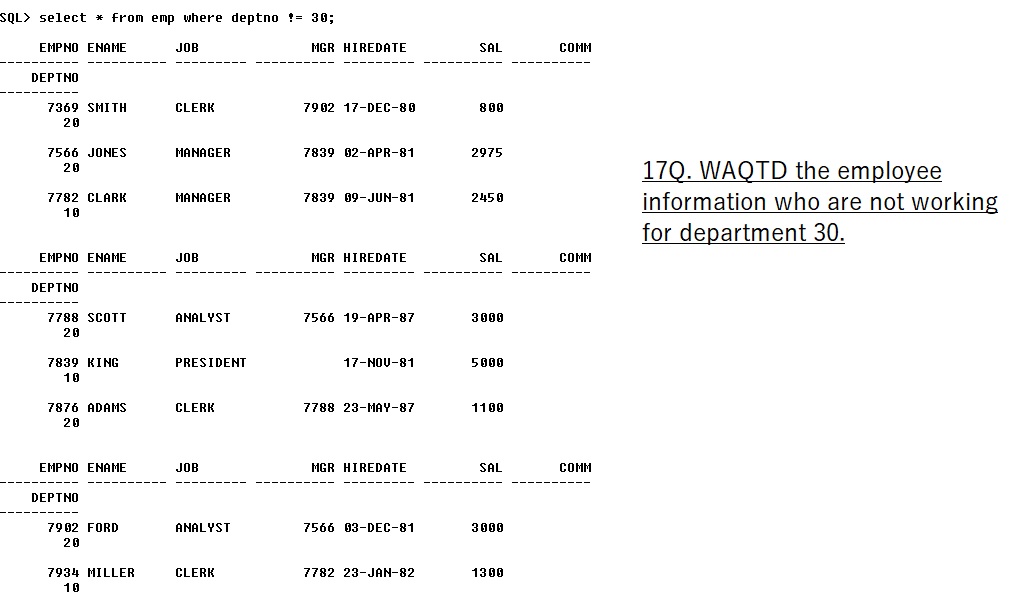 SQL> select * from emp where deptno != 30;
EMPNO ENAME JOB MGR HIREDATE SAL COMM
---------- ---------- --------- ---------- --------- ---------- ----------
DEPTNO
----------
7369 SMITH CLERK 7902 17-DEC-80 800
20
7566 JONES MANAGER 7839 02-APR-81 2975
20
7782 CLARK MANAGER 7839 09-JUN-81 2450
10
EMPNO ENAME JOB MGR HIREDATE SAL COMM
---------- ---------- --------- ---------- --------- ---------- ----------
DEPTNO
----------
7788 SCOTT ANALYST 7566 19-APR-87 3000
20
7839 KING PRESIDENT 17-NOV-81 5000
10
7876 ADAMS CLERK 7788 23-MAY-87 1100
20
EMPNO ENAME JOB MGR HIREDATE SAL COMM
---------- ---------- --------- ---------- --------- ---------- ----------
DEPTNO
----------
7902 FORD ANALYST 7566 03-DEC-81 3000
20
7934 MILLER CLERK 7782 23-JAN-82 1300
10
17Q. WAQTD the employee
information who are not working
for department 30.